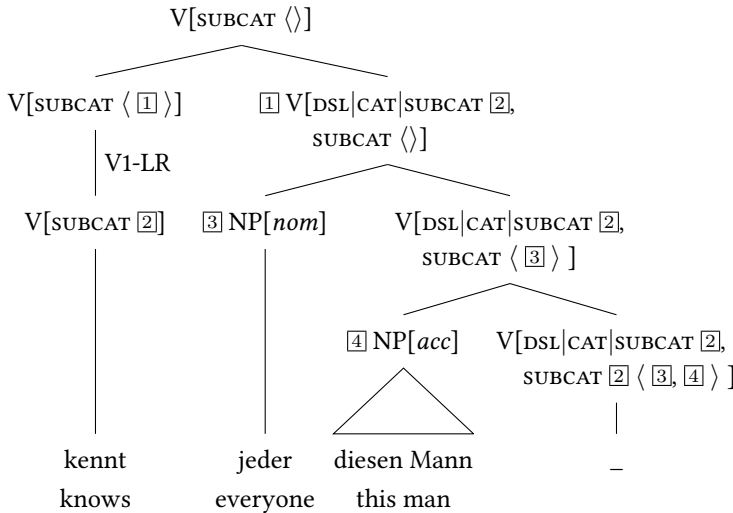 V[SUBCAT ⟨⟩]
V[SUBCAT ⟨ 1 ⟩] 1 V[DSL|CAT|SUBCAT 2,
SUBCAT ⟨⟩]
V1-LR
V[SUBCAT 2] 3 NP[nom] V[DSL|CAT|SUBCAT 2,
SUBCAT ⟨ 3 ⟩ ]
4 NP[acc] V[DSL|CAT|SUBCAT 2,
SUBCAT 2 ⟨ 3, 4 ⟩ ]
kennt jeder diesen Mann _
knows everyone this man